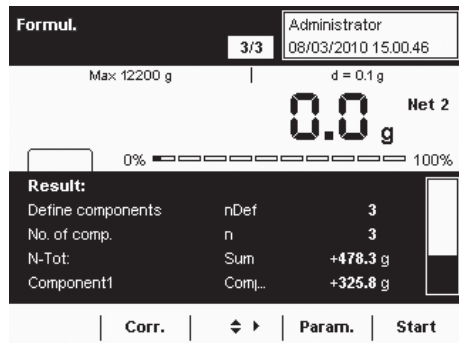 Formul.
3/3
Administrator
08/03/2010 15.00.46
Max 12200 g
d = 0.1 g
0.0 g
Net 2
0%
100%
Result:
Define components nDef 3
No. of comp. n 3
N-Tot: Sum +478.3 g
Component1 Comp... +325.8 g
Corr. Param. Start